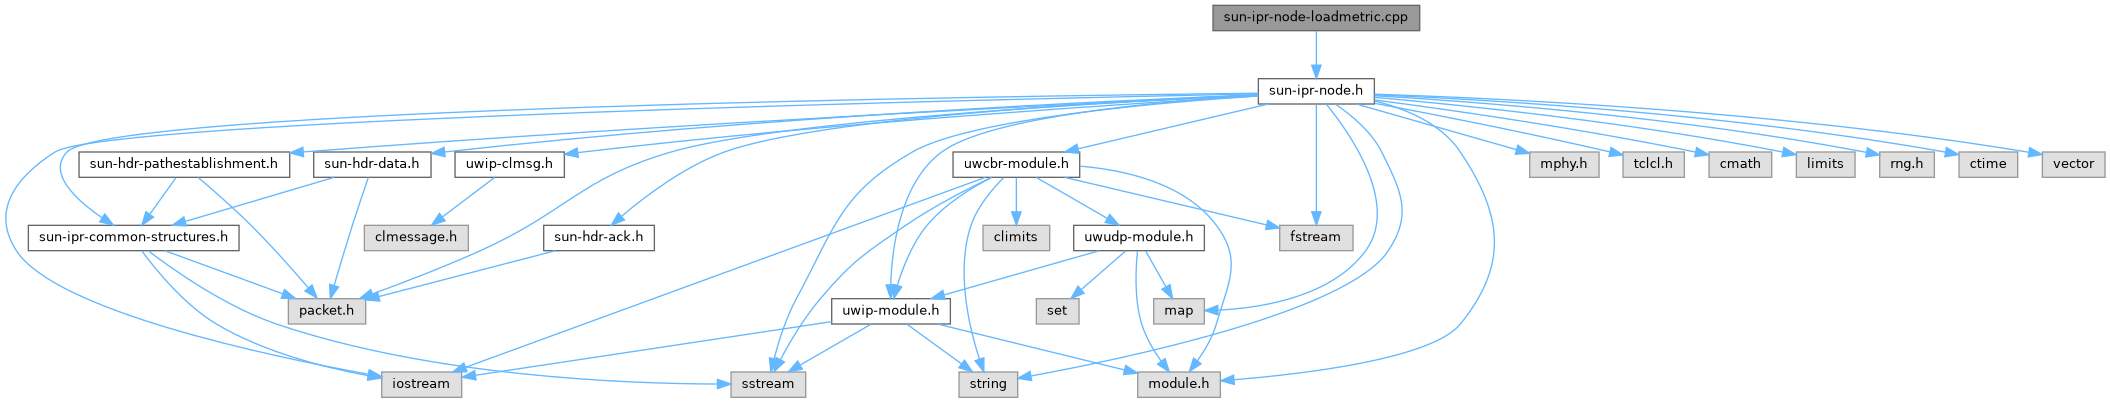 sun-ipr-node-loadmetric.cpp
sun-ipr-node.h
sun-hdr-pathestablishment.h
sun-hdr-data.h
uwip-clmsg.h
uwcbr-module.h
mphy.h
tclcl.h
cmath
limits
rng.h
ctime
vector
sun-ipr-common-structures.h
clmessage.h
sun-hdr-ack.h
climits
uwudp-module.h
fstream
packet.h
uwip-module.h
set
map
iostream
sstream
string
module.h